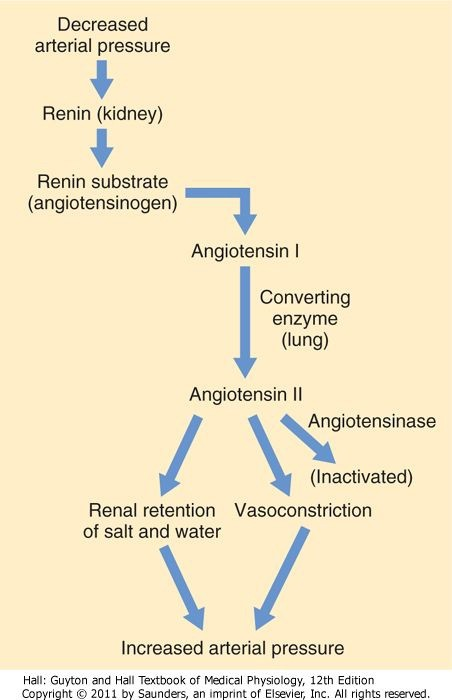 Decreased
arterial pressure
Renin (kidney)
Renin substrate
(angiotensinogen)
Angiotensin I
Converting
enzyme
(lung)
Angiotensin II
Angiotensinase
(Inactivated)
Renal retention
of salt and water
Vasoconstriction
Increased arterial pressure
Hall: Guyton and Hall Textbook of Medical Physiology, 12th Edition
Copyright © 2011 by Saunders, an imprint of Elsevier, Inc. All rights reserved.